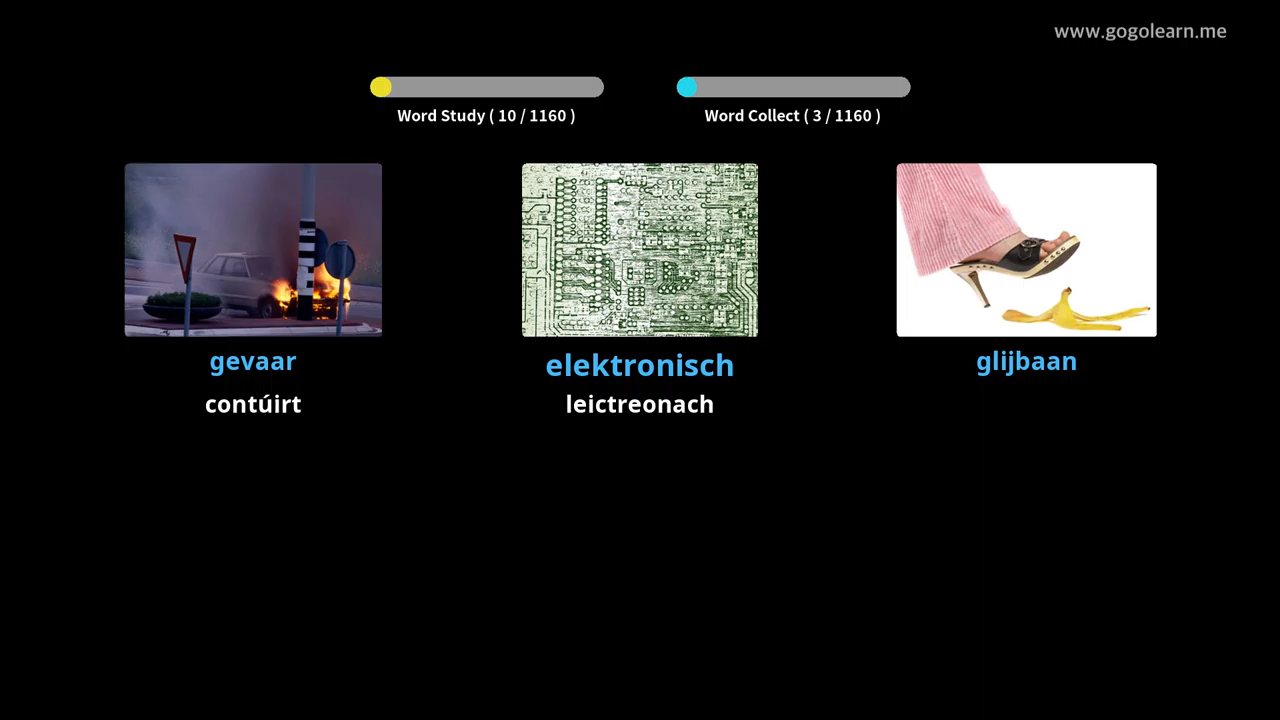 www.gogolearn.me
Word Study ( 10 / 1160 )
Word Collect ( 3 / 1160 )
gevaar
elektronisch
glijbaan
contúirt
leictreonach